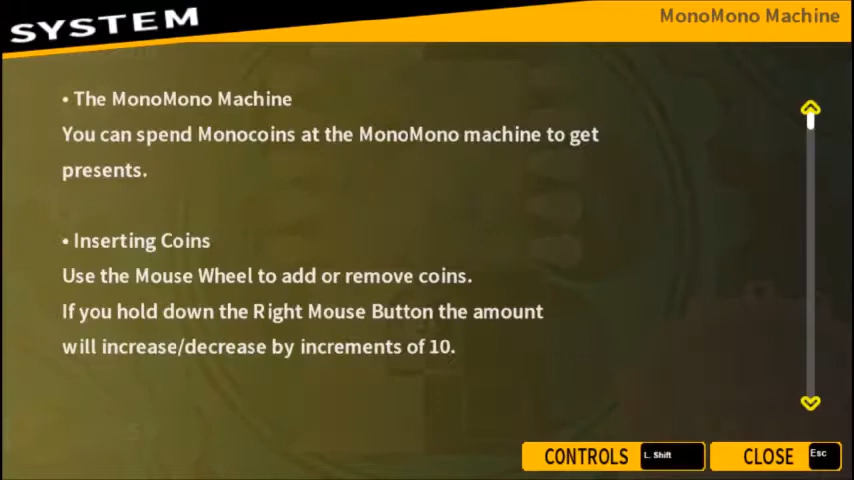 SYSTEM
MonoMono Machine
• The MonoMono Machine
You can spend Monocoins at the MonoMono machine to get
presents.
• Inserting Coins
Use the Mouse Wheel to add or remove coins.
If you hold down the Right Mouse Button the amount
will increase/decrease by increments of 10.
CONTROLS L. Shift CLOSE Esc